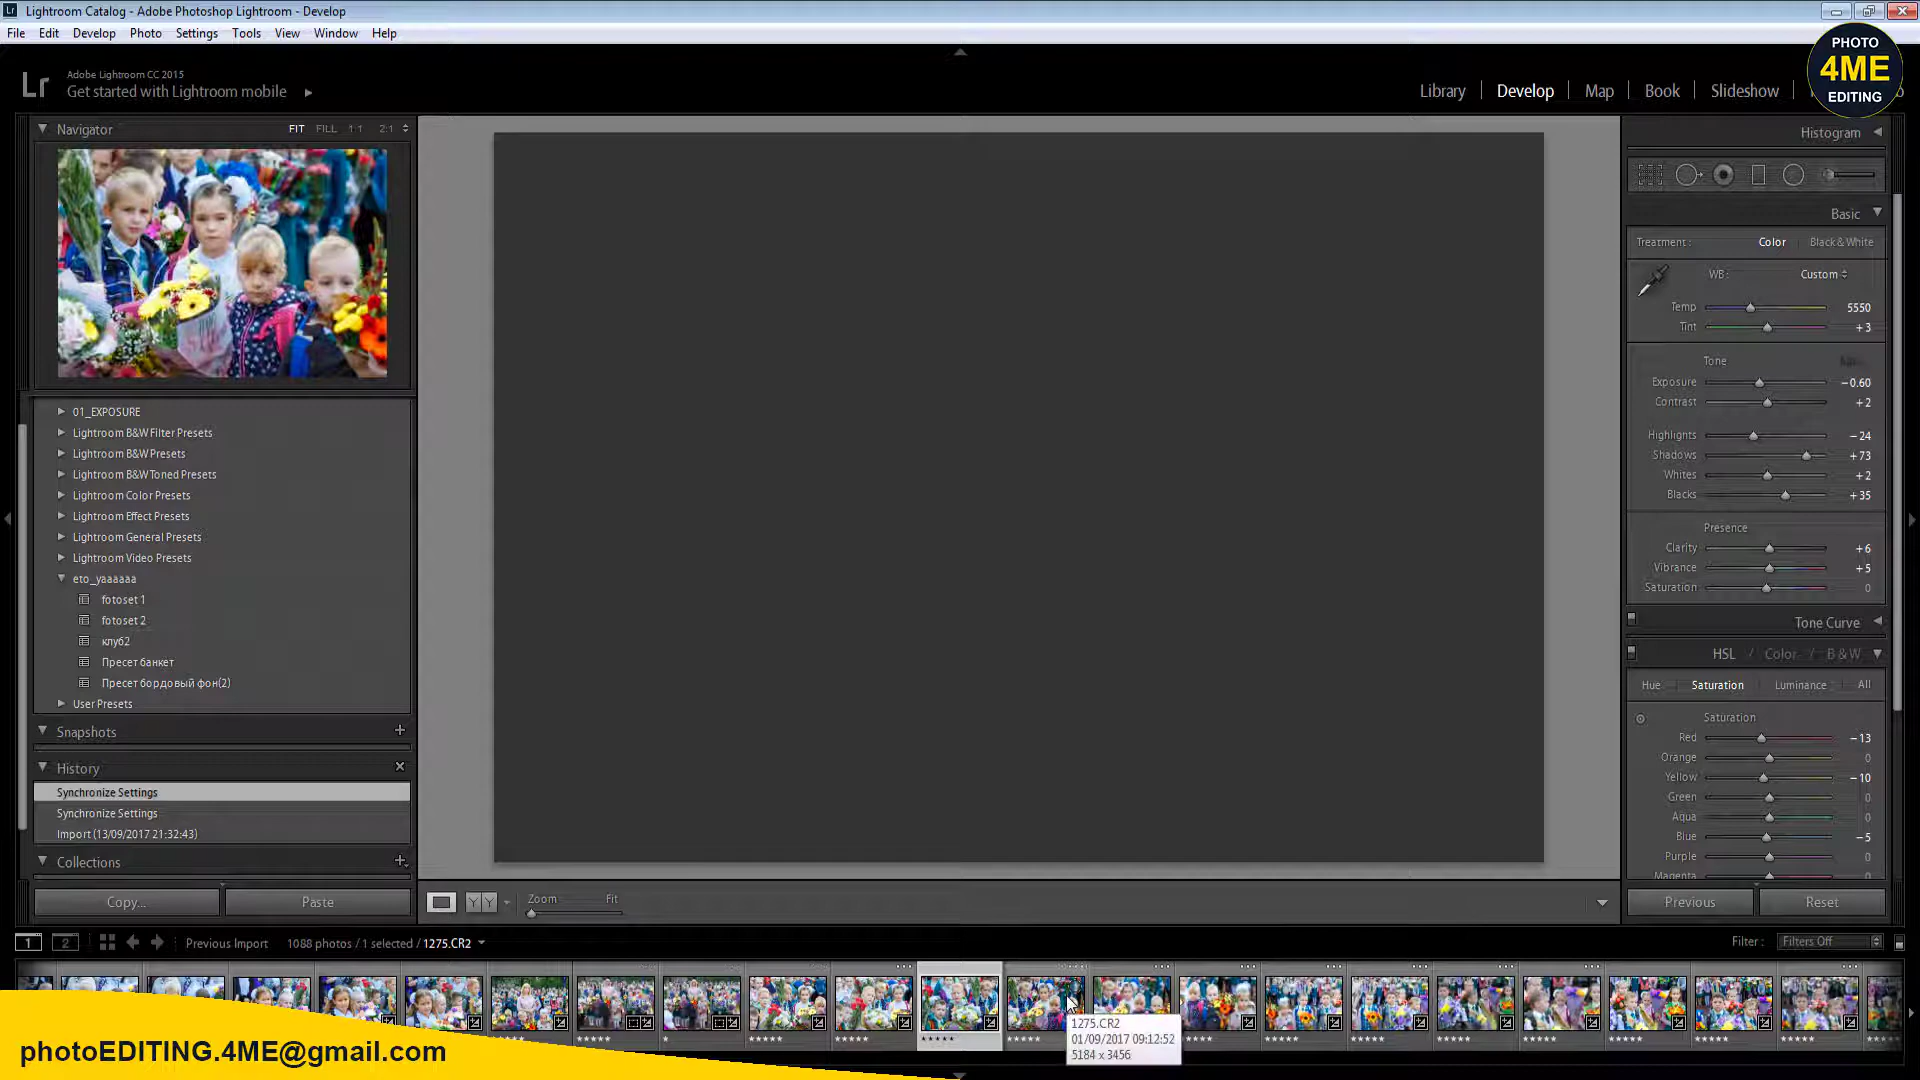 Lightroom Catalog - Adobe Photoshop Lightroom - Develop
File Edit Develop Photo Settings Tools View Window Help
PHOTO
4ME
EDITING
Adobe Lightroom CC 2015
Get started with Lightroom mobile
Library Develop Map Book Slideshow
Navigator FIT FILL 1:1 2:1
Histogram
Basic
Treatment : Color Black & White
WB : Custom
Temp 5550
Tint +3
Tone
Exposure −0.60
Contrast +2
Highlights −24
Shadows +73
Whites +2
Blacks +35
Presence
Clarity +6
Vibrance +5
Saturation 0
Tone Curve
HSL / Color / B & W
Hue Saturation Luminance All
Saturation
Red −13
Orange 0
Yellow −10
Green 0
Aqua 0
Blue −5
Purple 0
Magenta
Previous Reset
01_EXPOSURE
Lightroom B&W Filter Presets
Lightroom B&W Presets
Lightroom B&W Toned Presets
Lightroom Color Presets
Lightroom Effect Presets
Lightroom General Presets
Lightroom Video Presets
eto_yaaaaaa
fotoset 1
fotoset 2
клуб2
Пресет банкет
Пресет бордовый фон(2)
User Presets
Snapshots
History
Synchronize Settings
Synchronize Settings
Import (13/09/2017 21:32:43)
Collections
Copy... Paste
Zoom Fit
1 2 Previous Import 1088 photos / 1 selected / 1275.CR2
Filter : Filters Off
1275.CR2
01/09/2017 09:12:52
5184 x 3456
photoEDITING.4ME@gmail.com